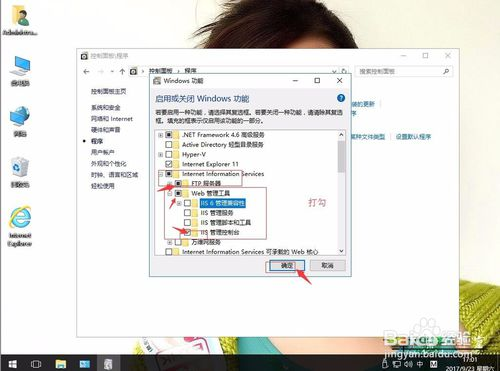 Administra...
控制面板\程序
控制面板
程序
搜索控制面板
Windows 功能
控制面板主页
系统和安全
网络和 Internet
硬件和声音
程序
用户帐户
外观和个性化
时钟、语言和区域
轻松使用
启用或关闭 Windows 功能
若要启用一种功能，请选择其复选框。若要关闭一种功能，请清除其复选框。填充的框表示仅启用该功能的一部分。
.NET Framework 4.6 高级服务
Active Directory 轻型目录服务
Hyper-V
Internet Explorer 11
Internet Information Services
FTP 服务器
Web 管理工具
IIS 6 管理兼容性
IIS 管理服务
IIS 管理脚本和工具
IIS 管理控制台
万维网服务
Internet Information Services 可承载的 Web 核心
打勾
确定
取消
装的更新
某种文件类型
设置默认程序
此电脑
网络
回收站
Internet Explorer
Baidu 经验
jingyan.baidu.com
中
M
17:01
2017/9/23 星期六